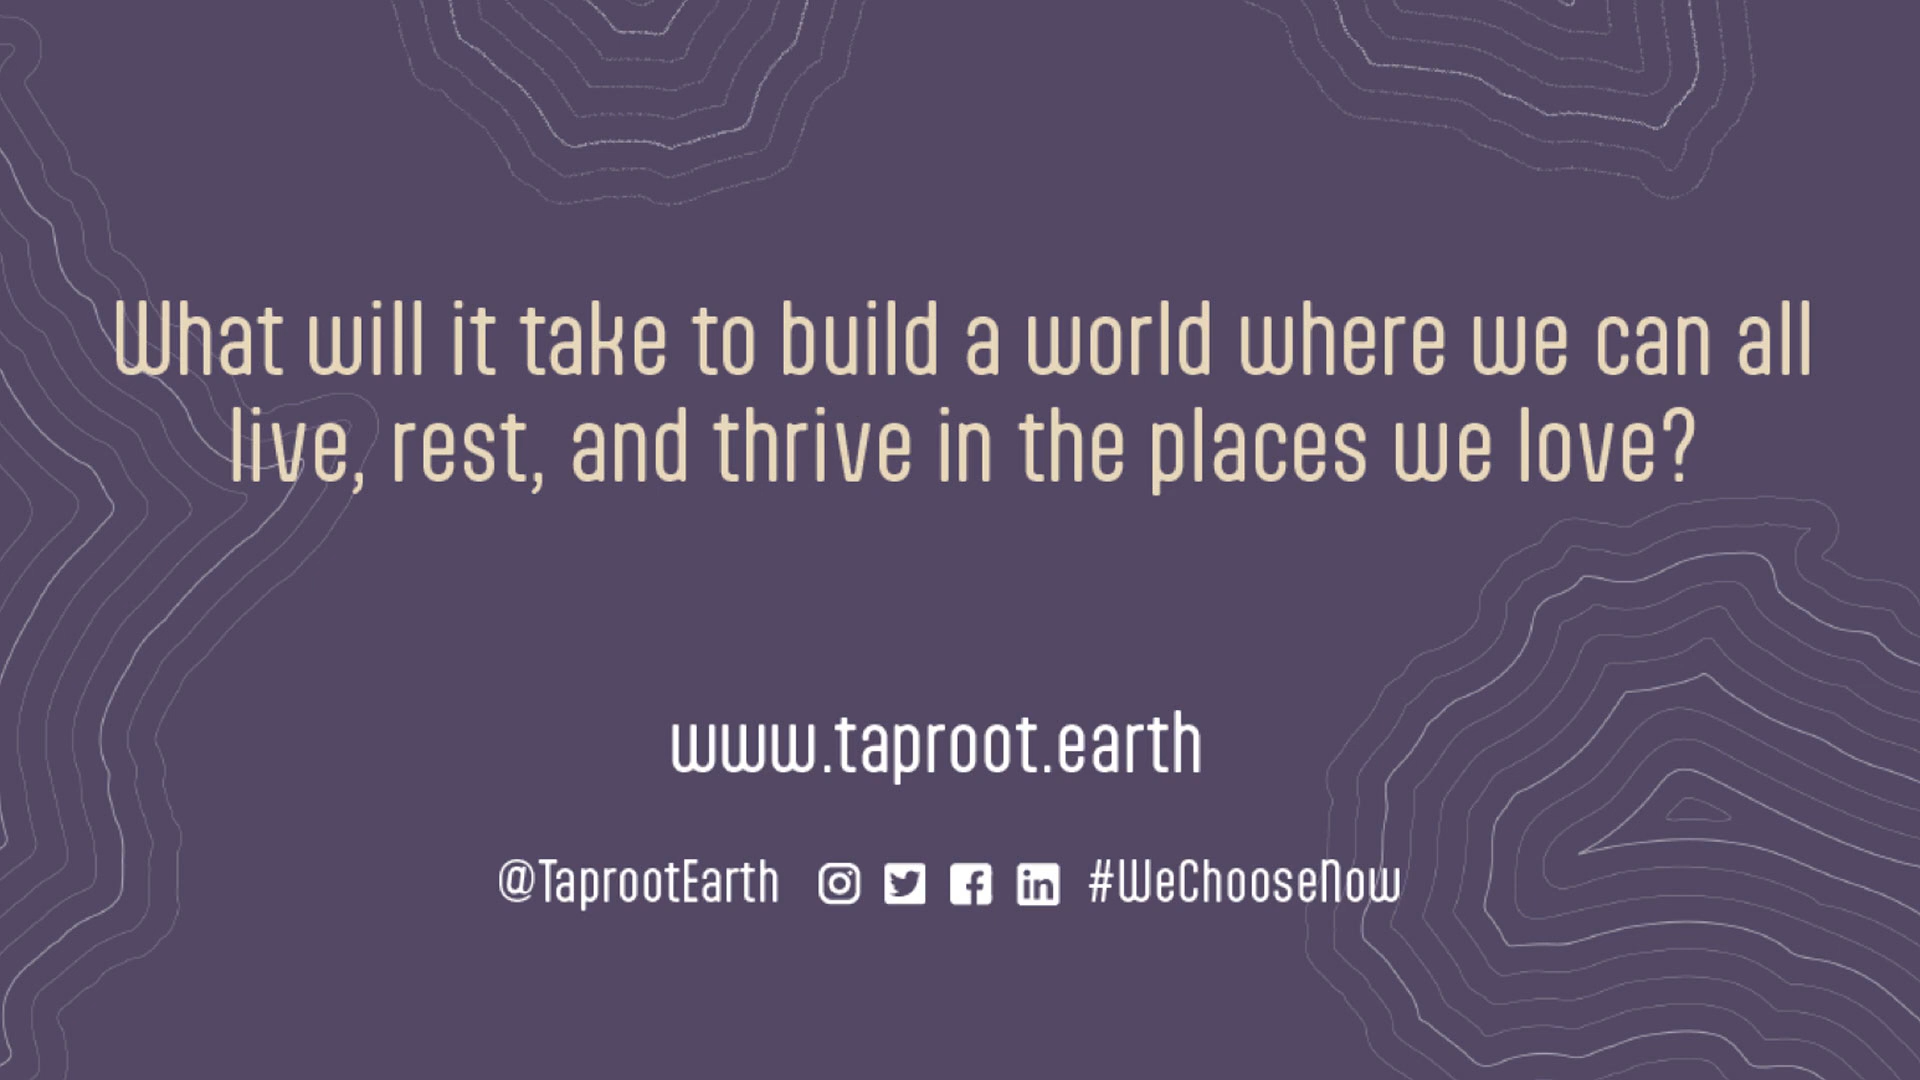 What will it take to build a world where we can all
live, rest, and thrive in the places we love?
www.taproot.earth
@TaprootEarth #WeChooseNow